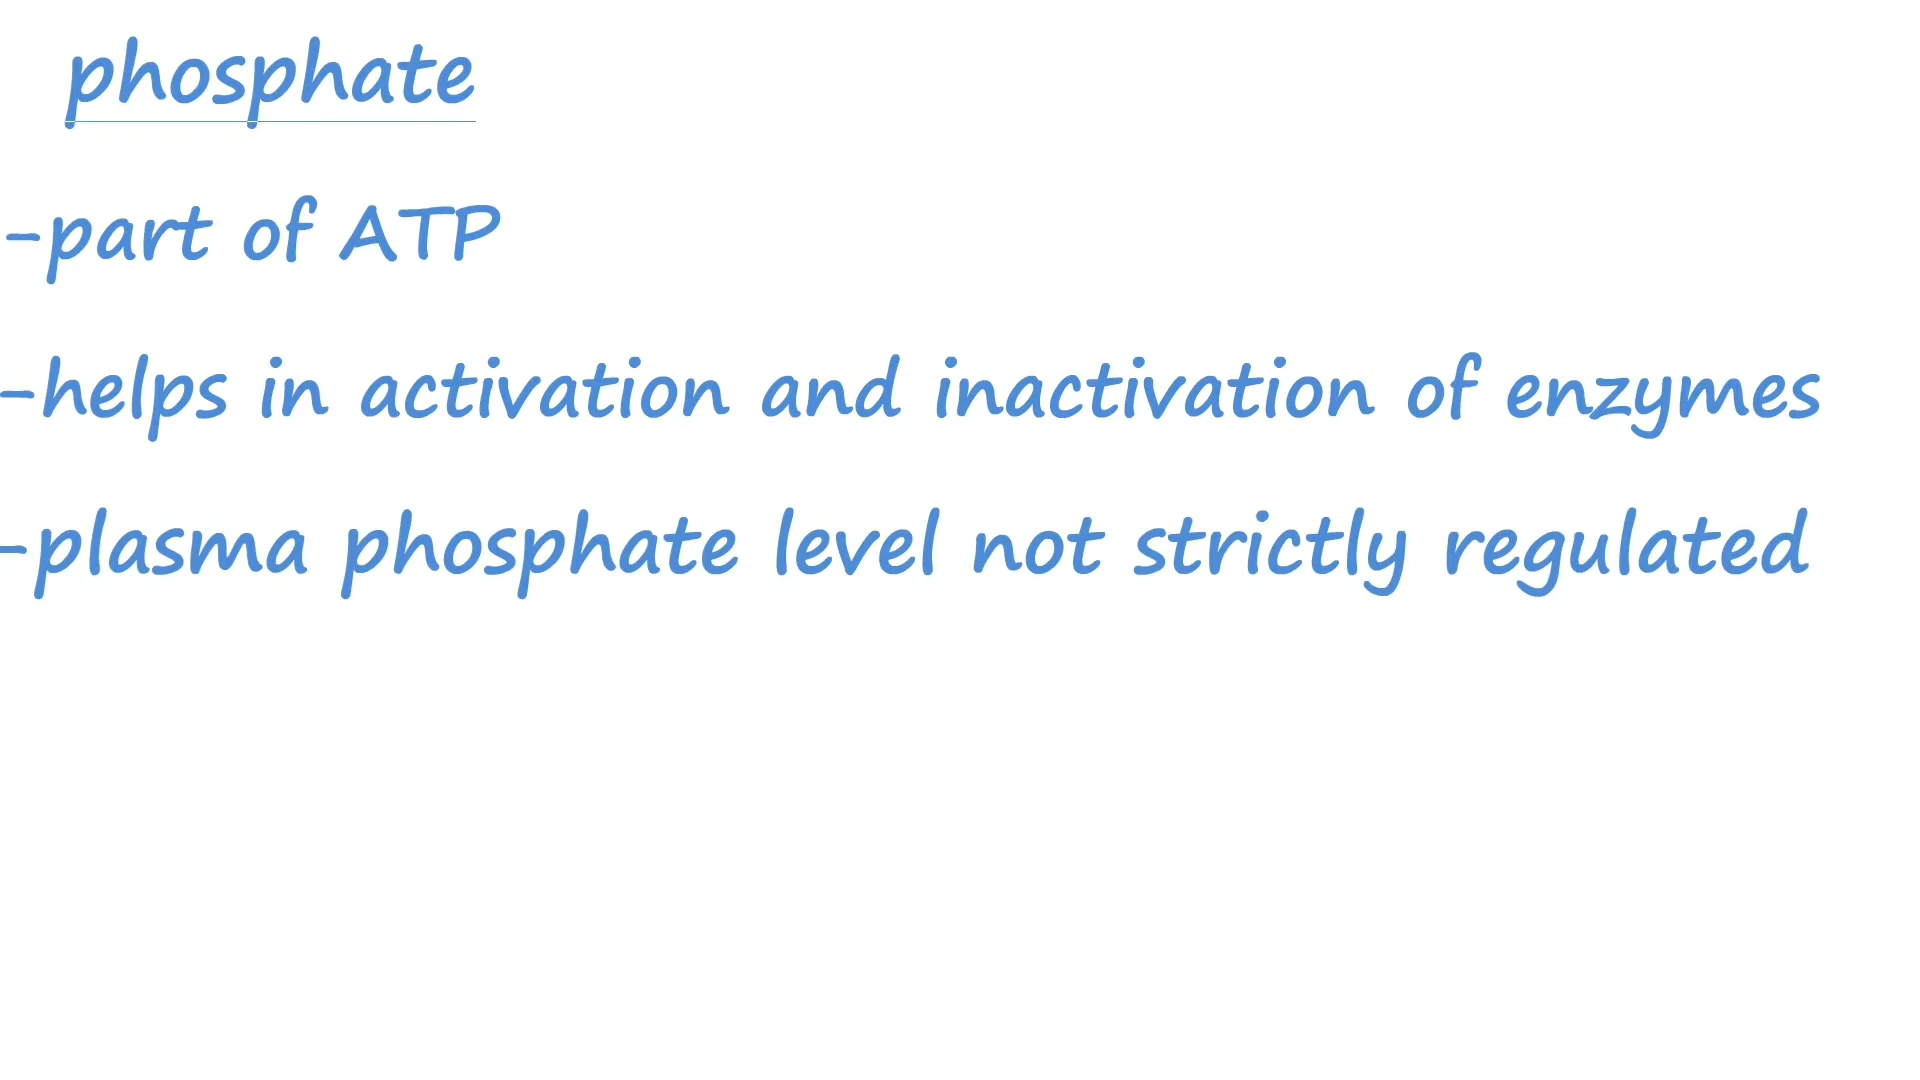 phosphate
-part of ATP
-helps in activation and inactivation of enzymes
-plasma phosphate level not strictly regulated